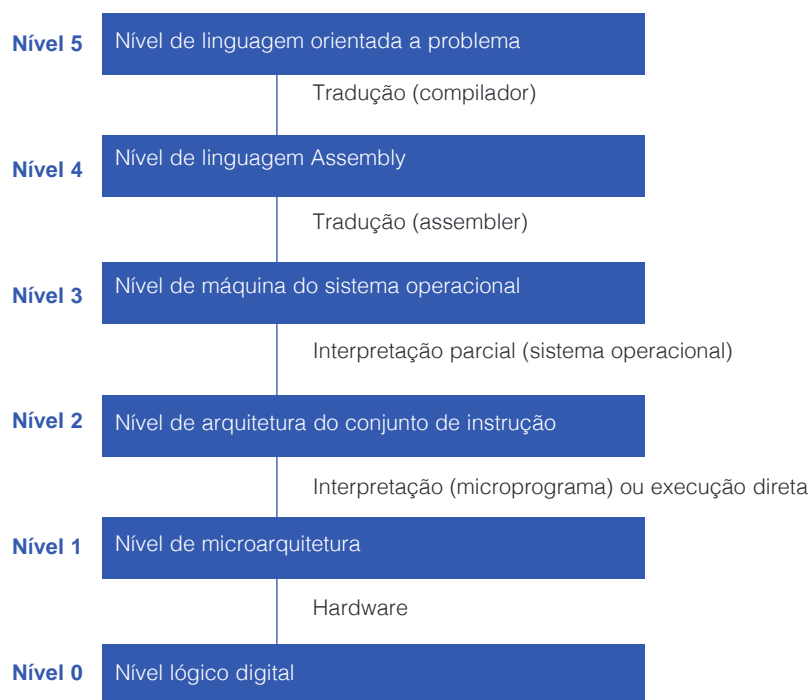 Nível 5 Nível de linguagem orientada a problema
Tradução (compilador)
Nível 4 Nível de linguagem Assembly
Tradução (assembler)
Nível 3 Nível de máquina do sistema operacional
Interpretação parcial (sistema operacional)
Nível 2 Nível de arquitetura do conjunto de instrução
Interpretação (microprograma) ou execução direta
Nível 1 Nível de microarquitetura
Hardware
Nível 0 Nível lógico digital